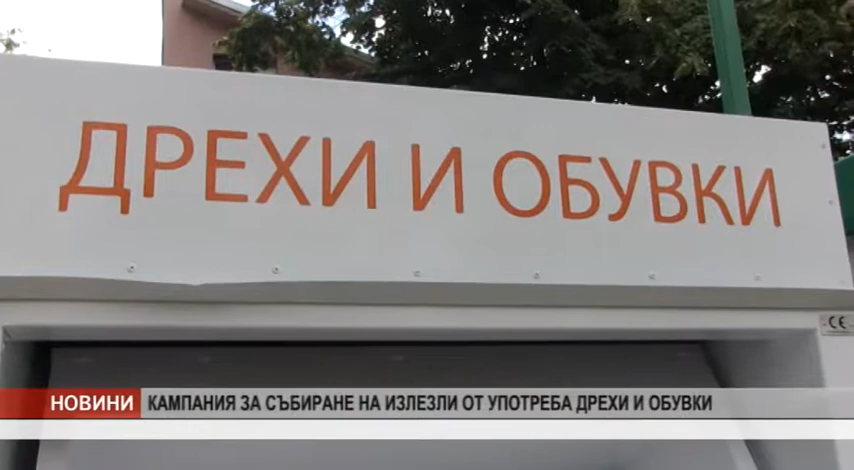 ДРЕХИ И ОБУВКИ
CE
НОВИНИ КАМПАНИЯ ЗА СЪБИРАНЕ НА ИЗЛЕЗЛИ ОТ УПОТРЕБА ДРЕХИ И ОБУВКИ